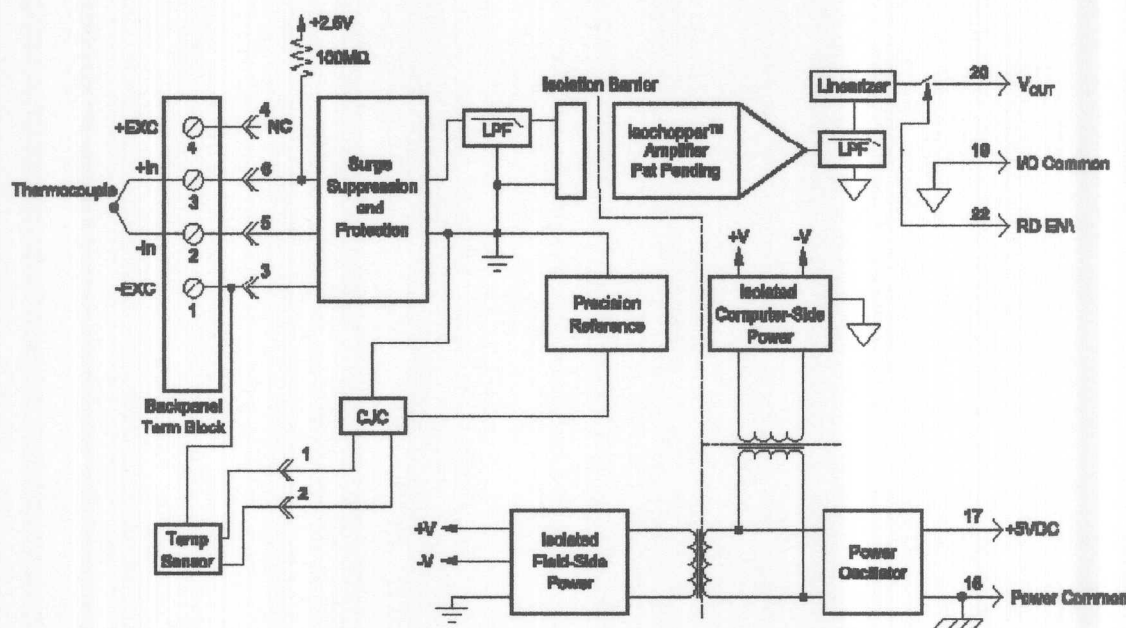 +2.5V
100MΩ
Isolation Barrier
Linearizer
20
V OUT
+EXC
4
4
NC
LPF
Isochopper™
Amplifier
Pat Pending
LPF
+In
3
6
Surge
Suppression
and
Protection
19
I/O Common
Thermocouple
-In
2
5
22
RD EN\
-EXC
1
3
+V
-V
Precision
Reference
Isolated
Computer-Side
Power
Backpanel
Term Block
CJC
1
2
Temp
Sensor
+V
-V
Isolated
Field-Side
Power
Power
Oscillator
17
+5VDC
16
Power Common